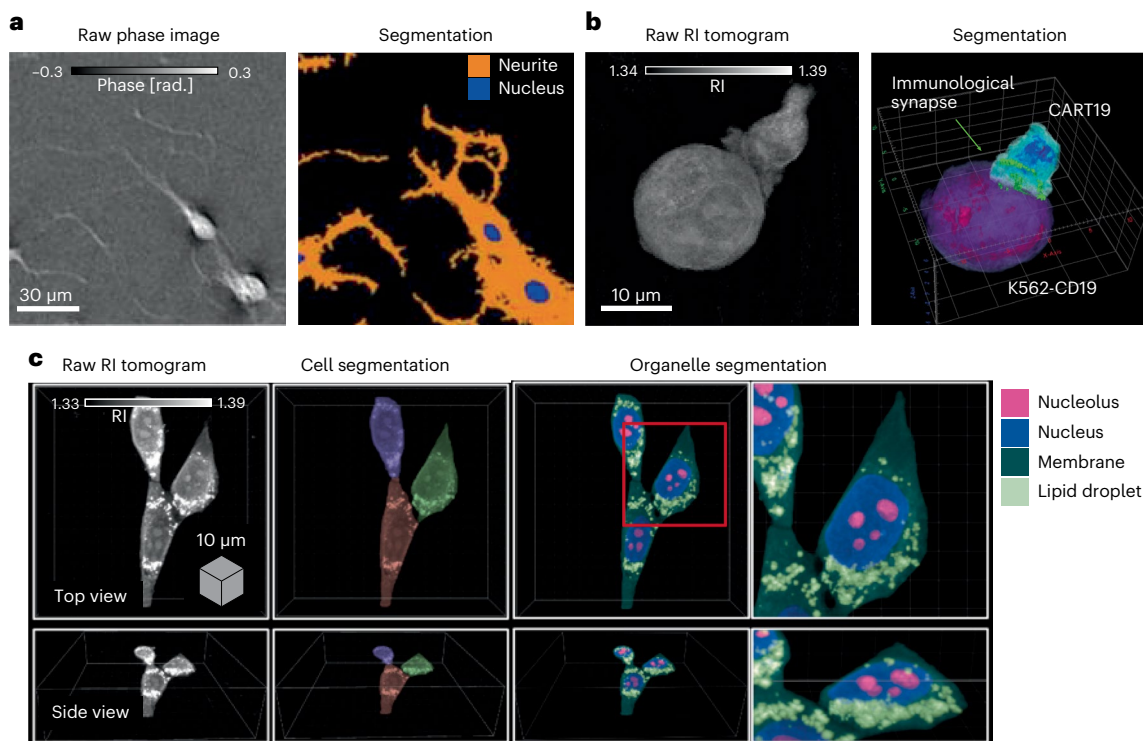 a
Raw phase image
Segmentation
−0.3
0.3
Phase [rad.]
Neurite
Nucleus
30 µm
b
Raw RI tomogram
Segmentation
1.34
1.39
RI
Immunological
synapse
CART19
10 µm
K562-CD19
c
Raw RI tomogram
Cell segmentation
Organelle segmentation
1.33
1.39
RI
Nucleolus
Nucleus
Membrane
Lipid droplet
10 µm
Top view
Side view